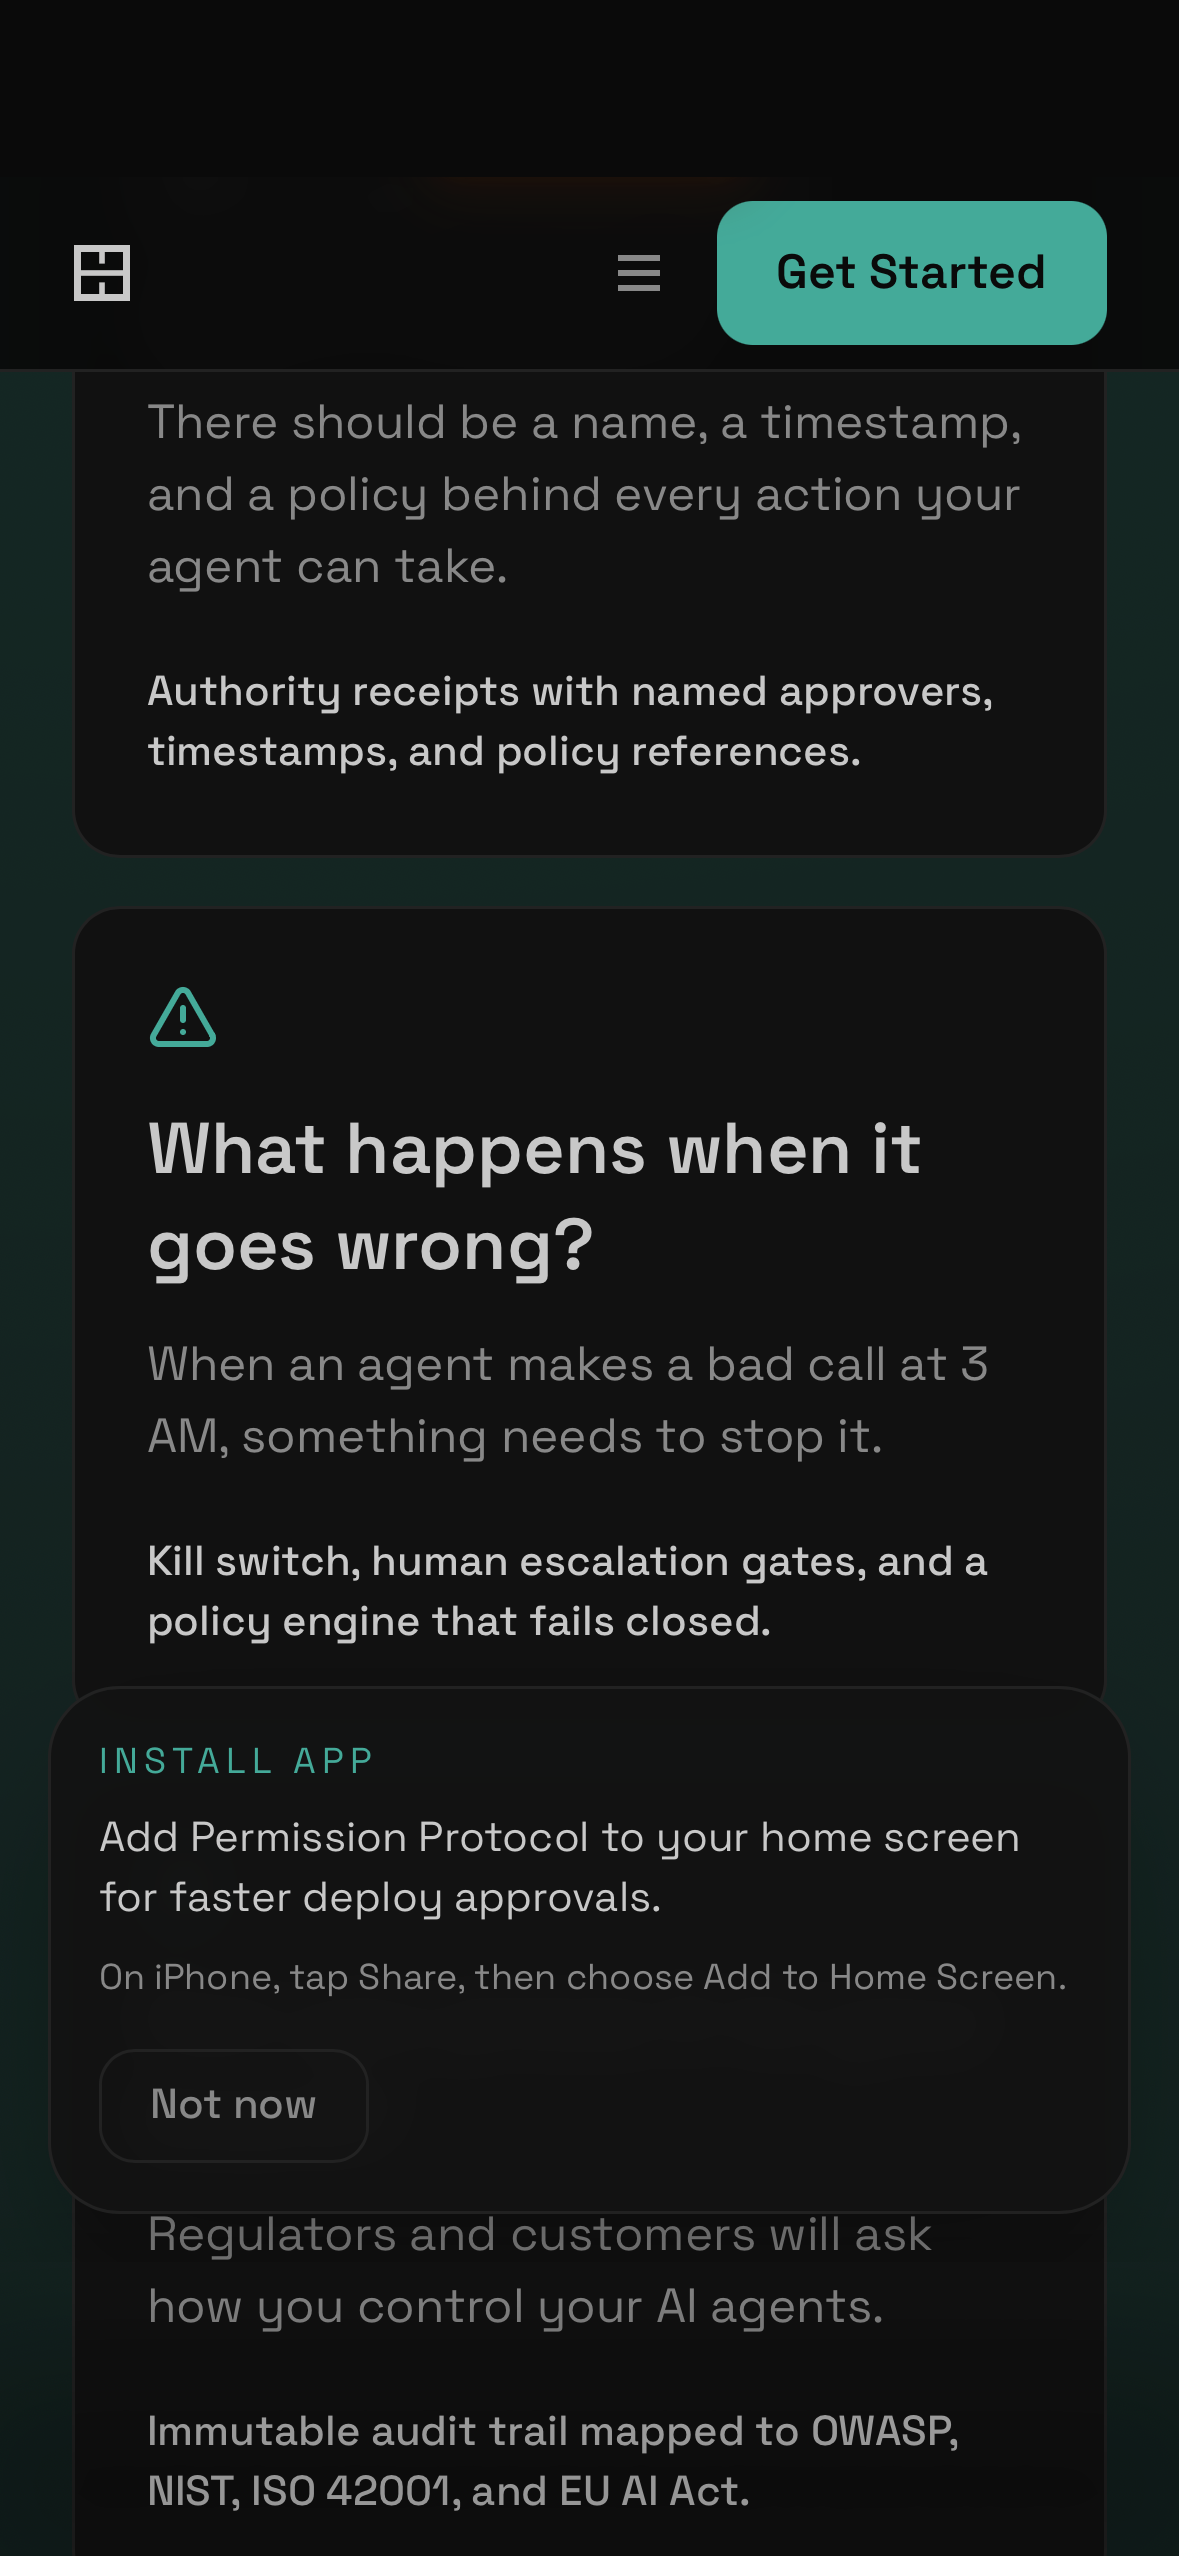 Get Started
There should be a name, a timestamp,
and a policy behind every action your
agent can take.
Authority receipts with named approvers,
timestamps, and policy references.
What happens when it
goes wrong?
When an agent makes a bad call at 3
AM, something needs to stop it.
Kill switch, human escalation gates, and a
policy engine that fails closed.
INSTALL APP
Add Permission Protocol to your home screen
for faster deploy approvals.
On iPhone, tap Share, then choose Add to Home Screen.
Not now
Regulators and customers will ask
how you control your AI agents.
Immutable audit trail mapped to OWASP,
NIST, ISO 42001, and EU AI Act.